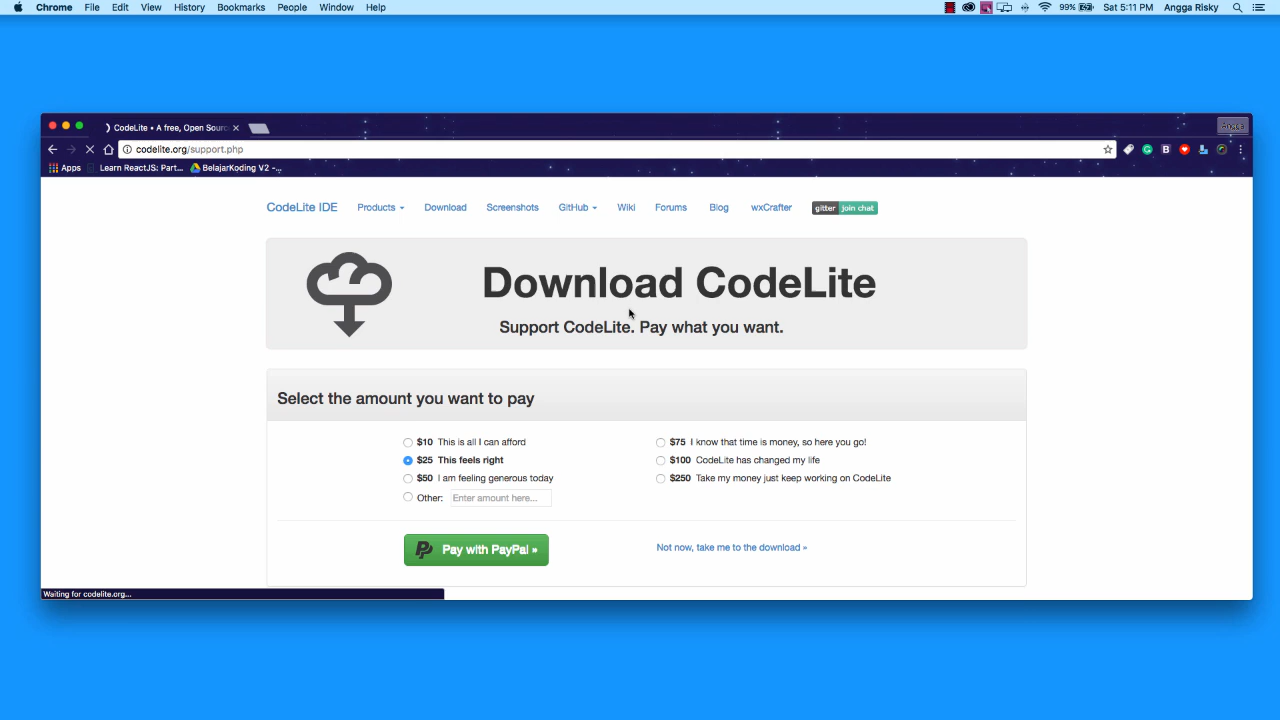 Chrome File Edit View History Bookmarks People Window Help 99% Sat 5:11 PM Angga Risky
CodeLite • A free, Open Sour
Angga
codelite.org/support.php
Apps Learn ReactJS: Part... BelajarKoding V2 -...
CodeLite IDE Products Download Screenshots GitHub Wiki Forums Blog wxCrafter gitter join chat
Download CodeLite
Support CodeLite. Pay what you want.
Select the amount you want to pay
$10 This is all I can afford
$75 I know that time is money, so here you go!
$25 This feels right
$100 CodeLite has changed my life
$50 I am feeling generous today
$250 Take my money just keep working on CodeLite
Other: Enter amount here...
Pay with PayPal »
Not now, take me to the download »
Waiting for codelite.org...